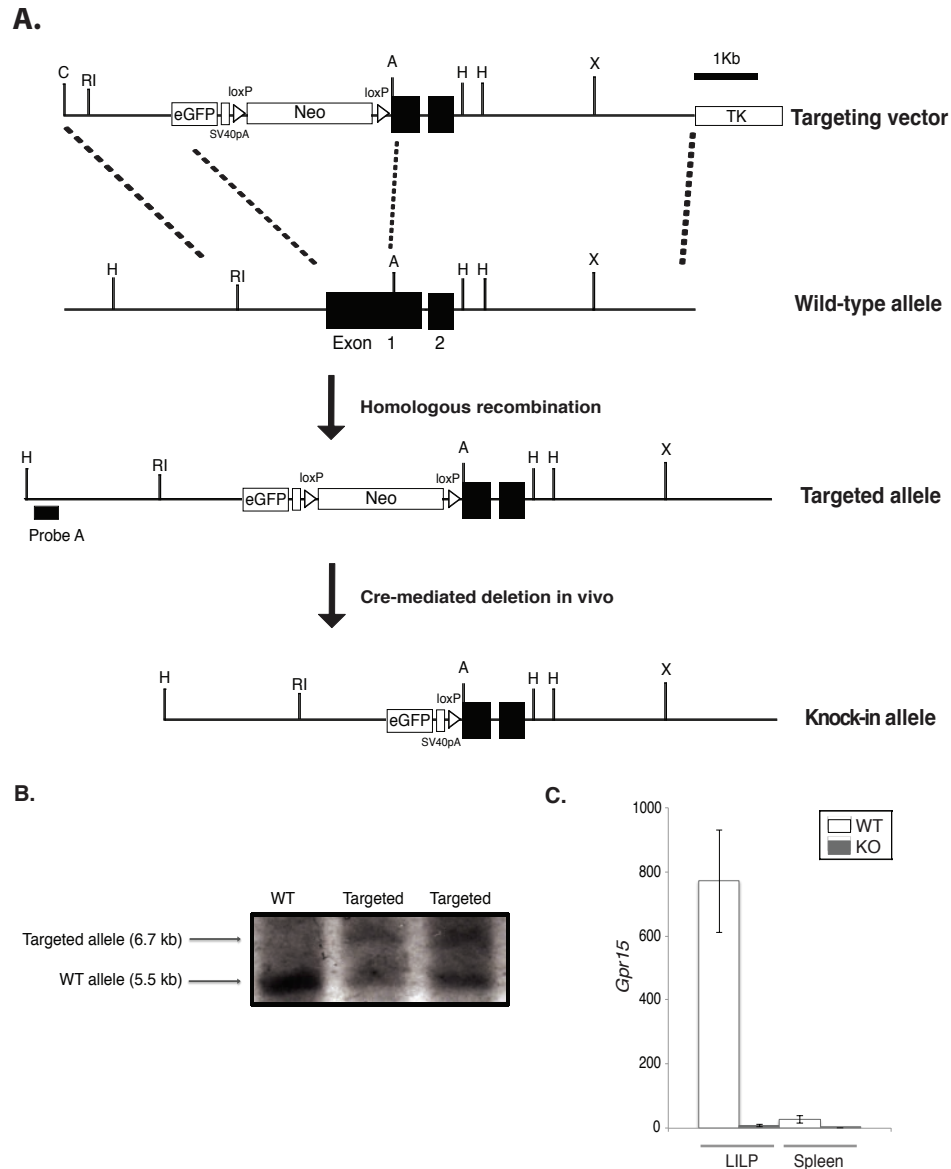 A.
C RI loxP loxP A H H X 1Kb
eGFP SV40pA Neo TK Targeting vector
H RI A H H X
Wild-type allele
Exon 1 2
Homologous recombination
H RI loxP loxP A H H X
eGFP Neo Targeted allele
Probe A
Cre-mediated deletion in vivo
H RI loxP A H H X
eGFP SV40pA Knock-in allele
B.
WT Targeted Targeted
Targeted allele (6.7 kb)
WT allele (5.5 kb)
C.
Gpr15
1000
800
600
400
200
0
WT
KO
LILP Spleen